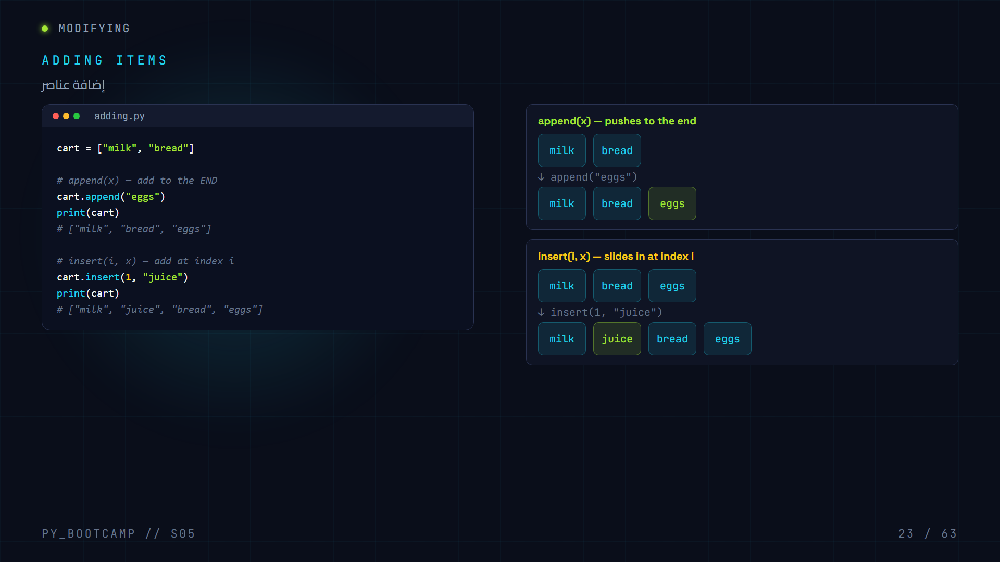 MODIFYING
ADDING ITEMS
إضافة عناصر
adding.py
cart = ["milk", "bread"]
# append(x) — add to the END
cart.append("eggs")
print(cart)
# ["milk", "bread", "eggs"]
# insert(i, x) — add at index i
cart.insert(1, "juice")
print(cart)
# ["milk", "juice", "bread", "eggs"]
append(x) — pushes to the end
milk bread
↓ append("eggs")
milk bread eggs
insert(i, x) — slides in at index i
milk bread eggs
↓ insert(1, "juice")
milk juice bread eggs
PY_BOOTCAMP // S05
23 / 63